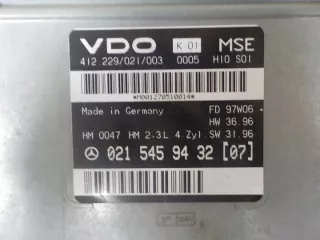 VDO K 01 MSE
412.229/021/003 0005 H10 S01
*M001270510014*
Made in Germany FD 97W06
HW 36.96
HM 0047 HM 2.3L 4 Zyl. SW 31.96
021 545 94 32 [07]